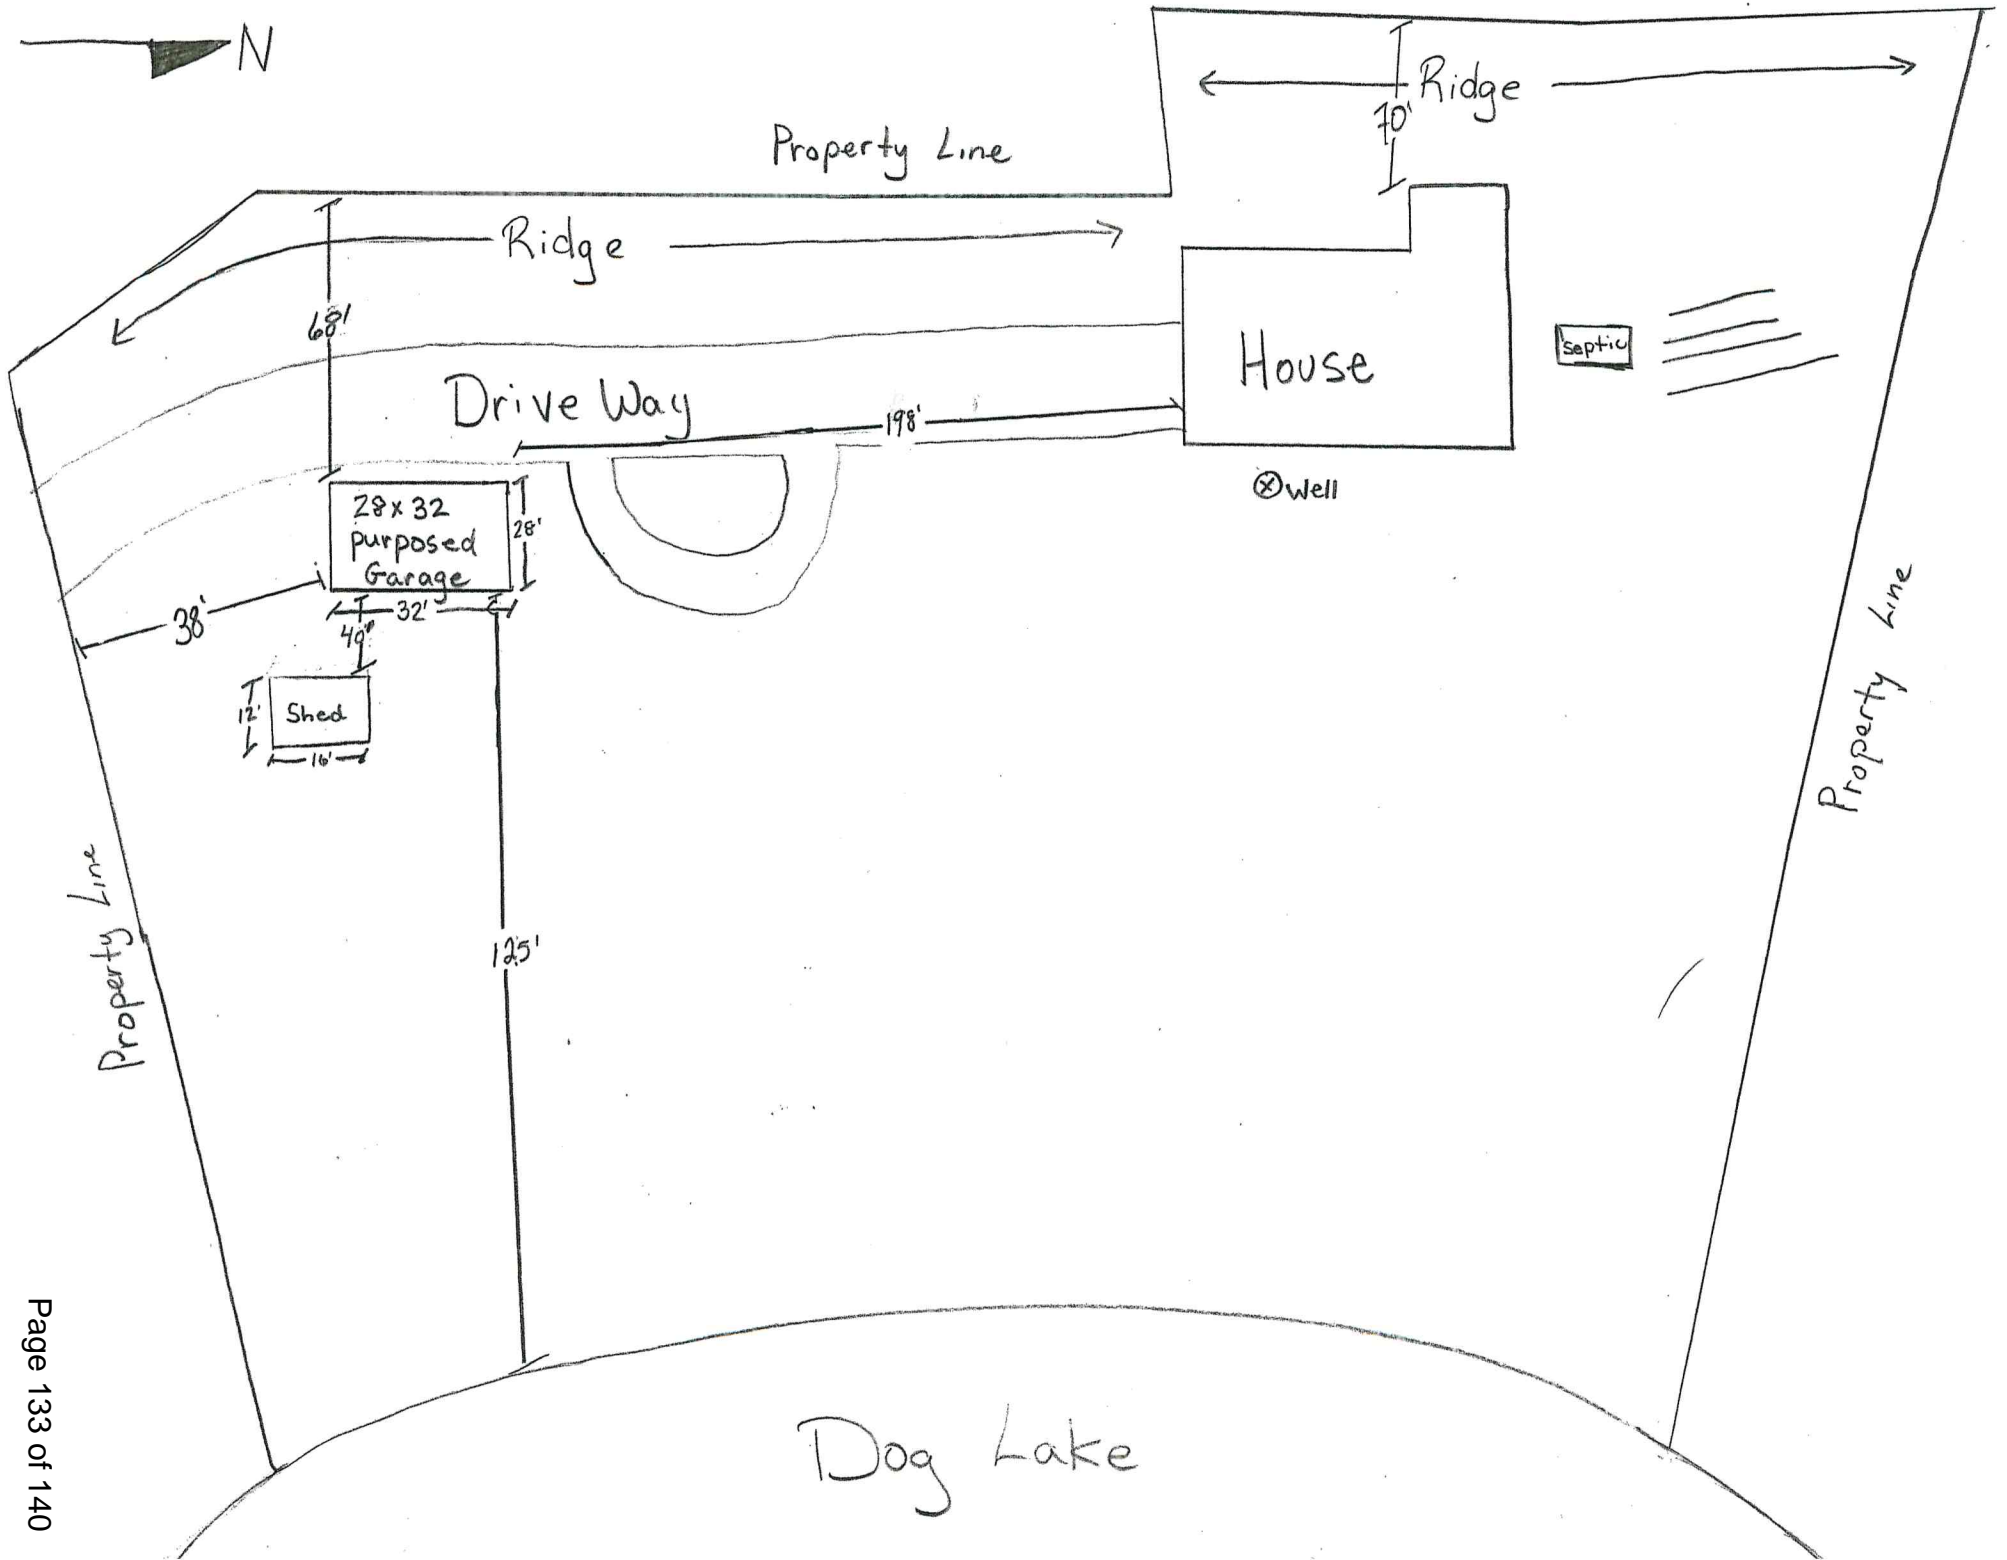 N
Ridge
70'
Property Line
Ridge
68'
House
septic
Drive Way
198'
Well
28x32
purposed
Garage
28'
32'
38'
Shed
12'
16'
Property Line
Property Line
125'
Dog Lake
Page 133 of 140